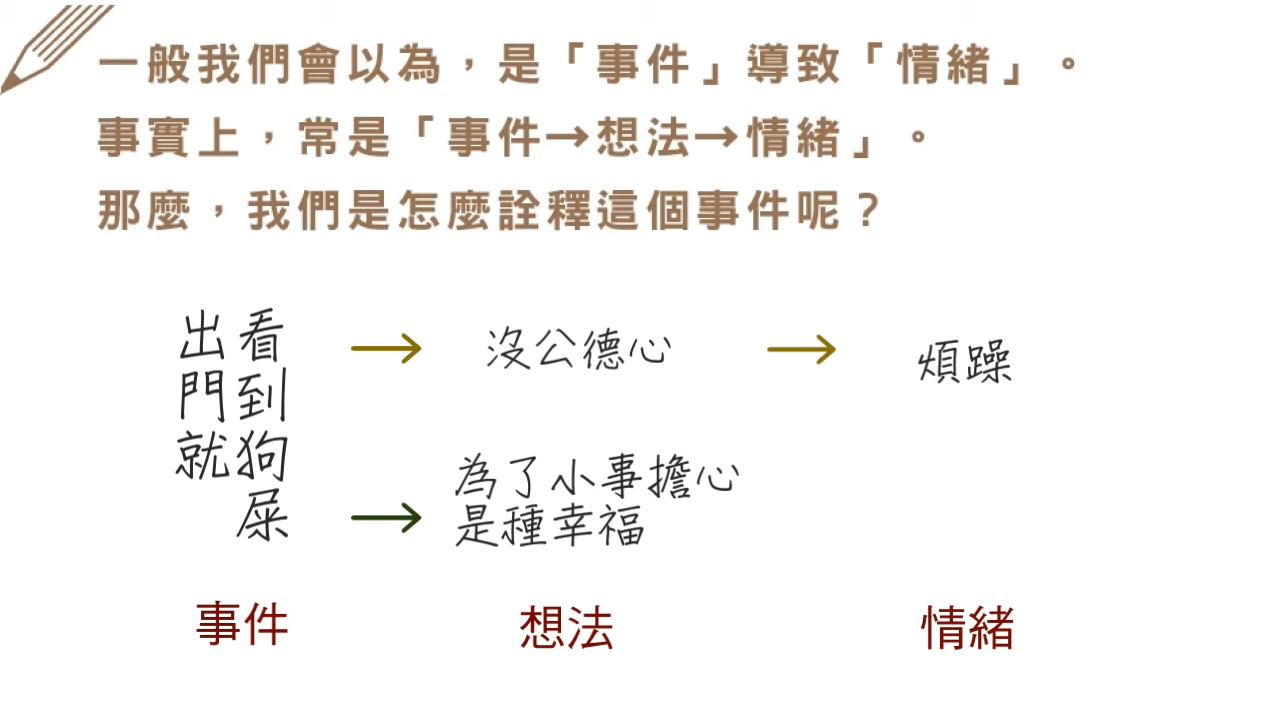 一般我們會以為，是「事件」導致「情緒」。
事實上，常是「事件→想法→情緒」。
那麼，我們是怎麼詮釋這個事件呢？
出門就
看到狗屎
→
沒公德心
→
煩躁
→
為了小事擔心
是種幸福
事件
想法
情緒